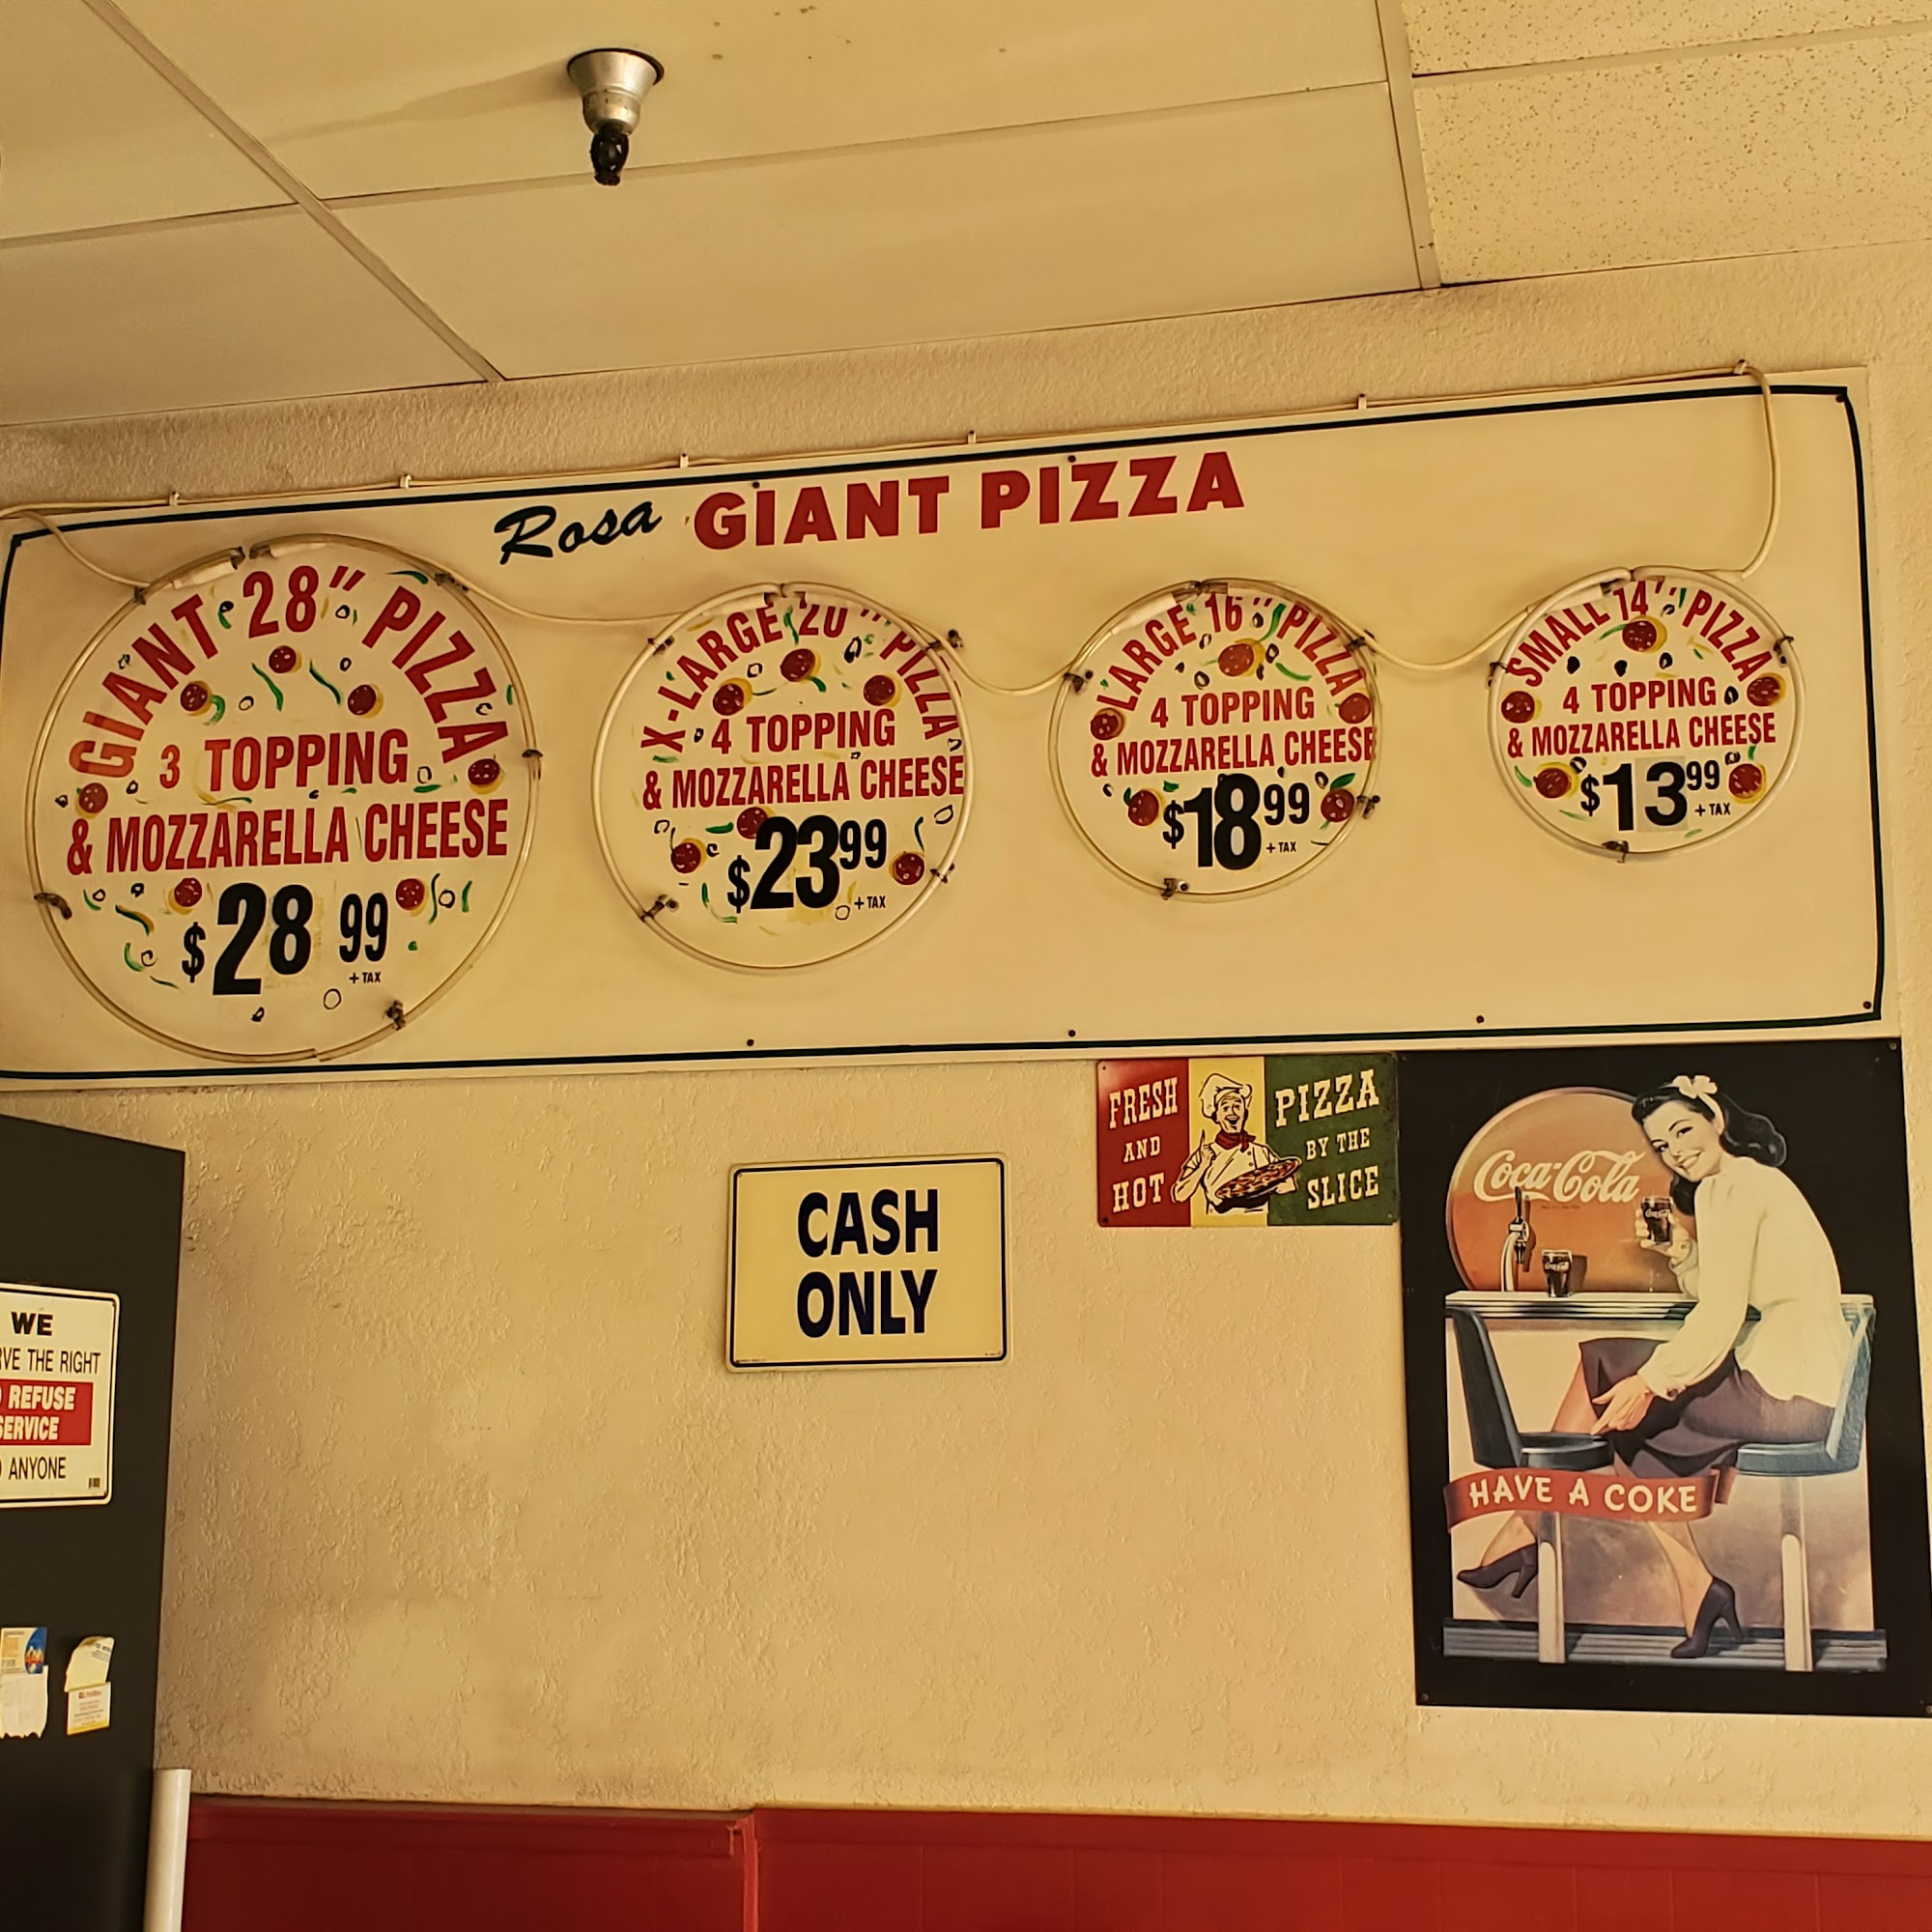 Rosa GIANT PIZZA
GIANT 28" PIZZA
3 TOPPING
& MOZZARELLA CHEESE
$28 99
+ TAX
X-LARGE 20" PIZZA
4 TOPPING
& MOZZARELLA CHEESE
$23 99
+ TAX
LARGE 16" PIZZA
4 TOPPING
& MOZZARELLA CHEESE
$18 99
+ TAX
SMALL 14" PIZZA
4 TOPPING
& MOZZARELLA CHEESE
$13 99
+ TAX
FRESH
AND
HOT
PIZZA
BY THE
SLICE
CASH
ONLY
Coca-Cola
HAVE A COKE
WE
RVE THE RIGHT
REFUSE
SERVICE
ANYONE